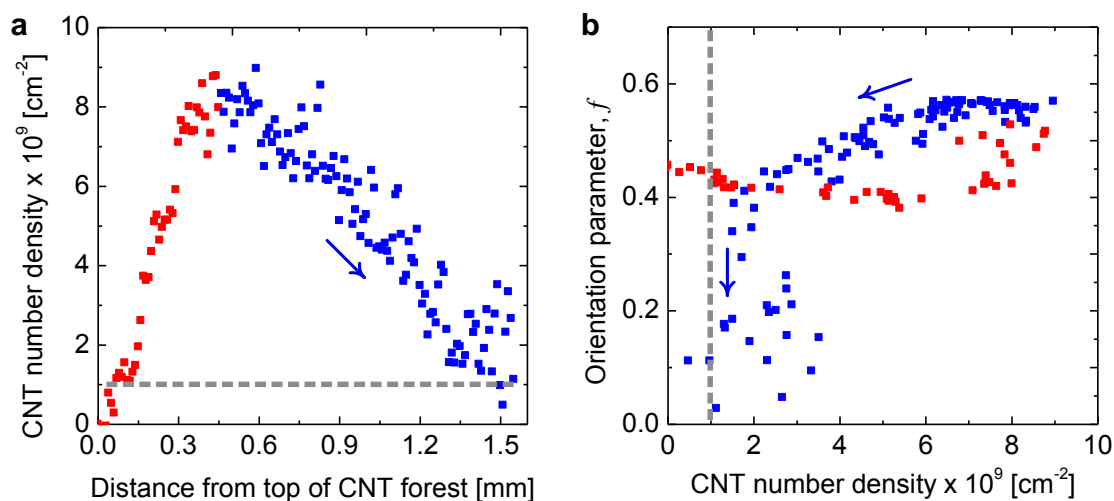 a
CNT number density x 10⁹ [cm⁻²]
10
8
6
4
2
0
0.0 0.3 0.6 0.9 1.2 1.5
Distance from top of CNT forest [mm]
b
Orientation parameter, f
0.6
0.4
0.2
0.0
0 2 4 6 8 10
CNT number density x 10⁹ [cm⁻²]